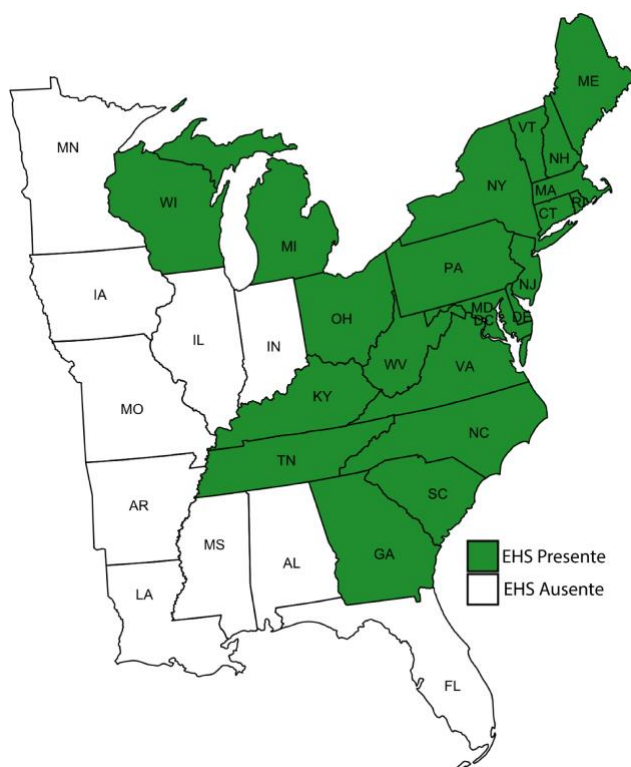 ME
VT
NH
MN
NY
MA
WI
CT
RI
MI
PA
NJ
IA
OH
MD
DE
DC
IL
IN
WV
VA
KY
MO
NC
TN
SC
AR
MS
AL
GA
EHS Presente
LA
EHS Ausente
FL